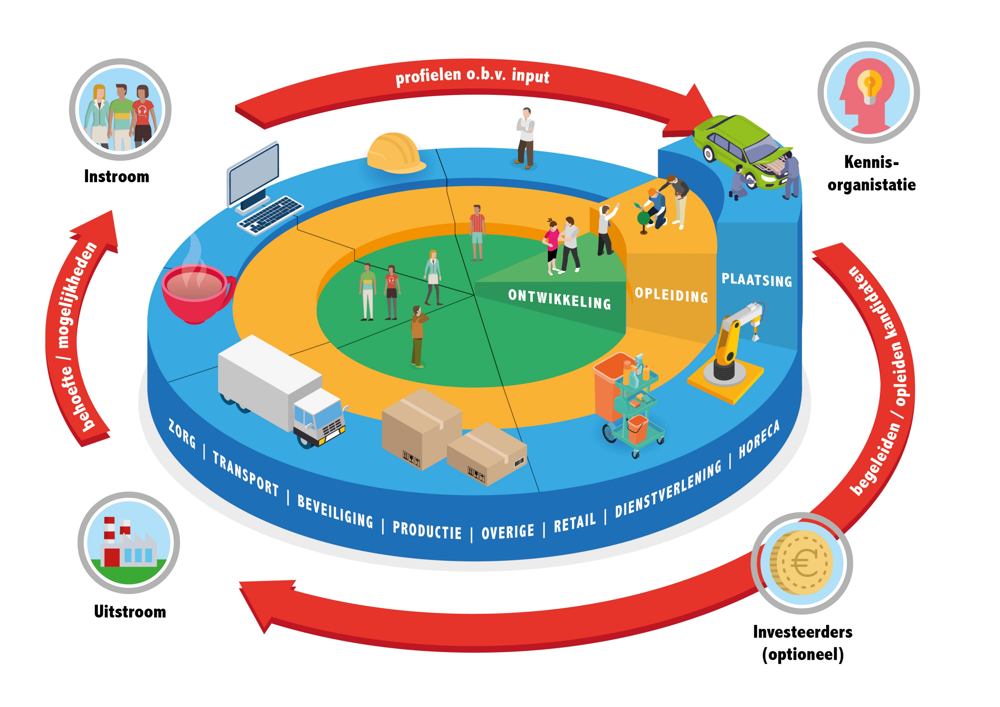 profielen o.b.v. input
Instroom
Kennis-
organistatie
behoefte / mogelijkheden
begeleiden / opleiden kandidaten
ONTWIKKELING
OPLEIDING
PLAATSING
ZORG | TRANSPORT | BEVEILIGING | PRODUCTIE | OVERIGE | RETAIL | DIENSTVERLENING | HORECA
Uitstroom
Investeerders
(optioneel)